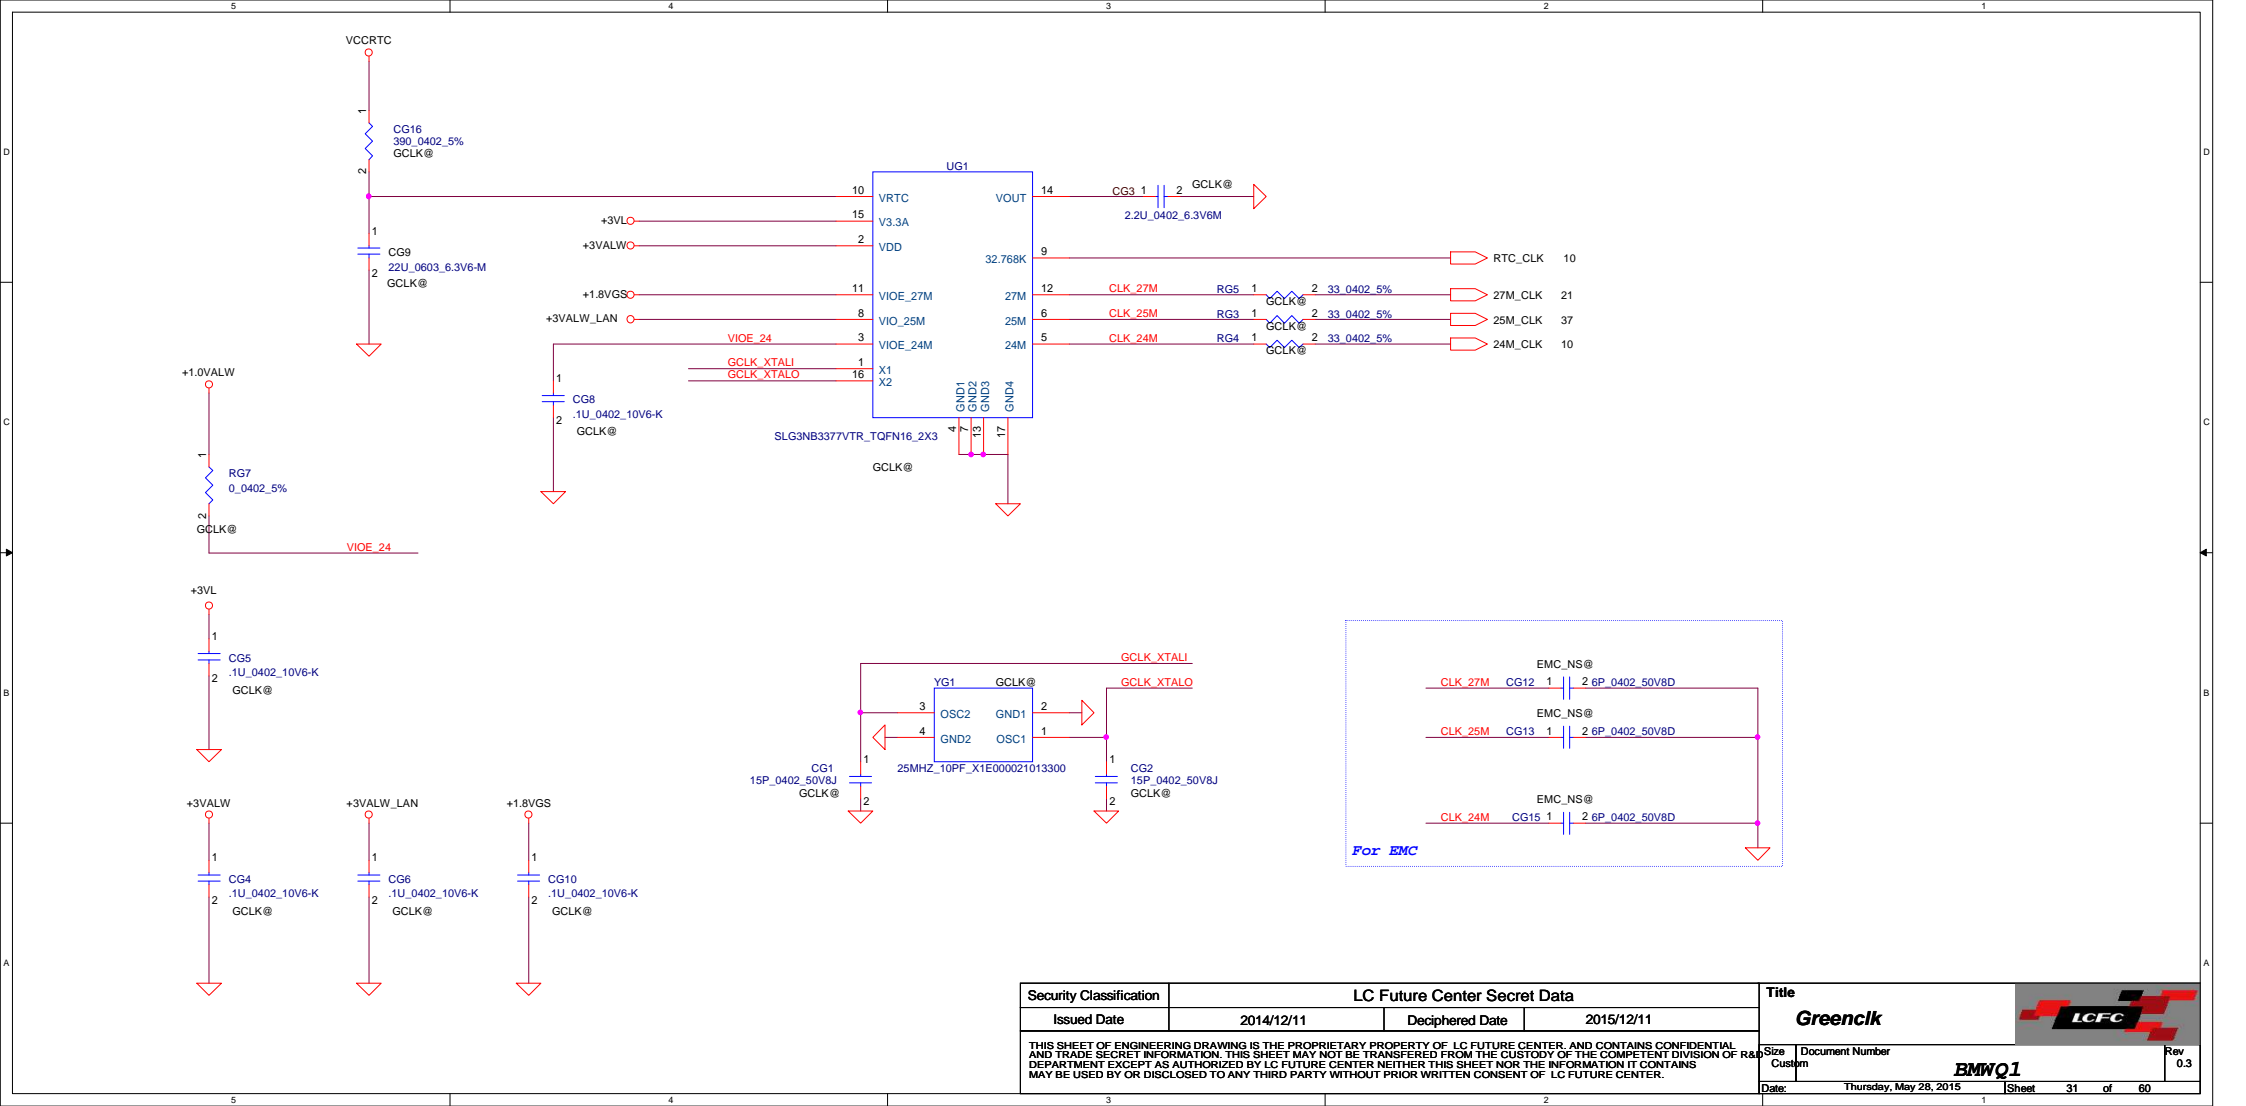 5 4 3 2 1
D D
C C
B B
A A
VCCRTC
1
CG16
390_0402_5%
GCLK@
2
1
CG9
22U_0603_6.3V6-M
2
GCLK@
UG1
10 VRTC
15 V3.3A
2 VDD
11 VIOE_27M
8 VIO_25M
3 VIOE_24M
1 X1
16 X2
VOUT 14
32.768K 9
27M 12
25M 6
24M 5
GND1
GND2
GND3
GND4
4
7
13
17
SLG3NB3377VTR_TQFN16_2X3
GCLK@
+3VL
+3VALW
+1.8VGS
+3VALW_LAN
VIOE_24
GCLK_XTALI
GCLK_XTALO
1
CG8
.1U_0402_10V6-K
2
GCLK@
CG3 1 2 GCLK@
2.2U_0402_6.3V6M
RTC_CLK 10
CLK_27M RG5 1 2 33_0402_5% 27M_CLK 21
GCLK@
CLK_25M RG3 1 2 33_0402_5% 25M_CLK 37
GCLK@
CLK_24M RG4 1 2 33_0402_5% 24M_CLK 10
GCLK@
+1.0VALW
1
RG7
0_0402_5%
2
GCLK@
VIOE_24
+3VL
1
CG5
.1U_0402_10V6-K
2
GCLK@
+3VALW
1
CG4
.1U_0402_10V6-K
2
GCLK@
+3VALW_LAN
1
CG6
.1U_0402_10V6-K
2
GCLK@
+1.8VGS
1
CG10
.1U_0402_10V6-K
2
GCLK@
GCLK_XTALI
GCLK_XTALO
YG1 GCLK@
3 OSC2 GND1 2
4 GND2 OSC1 1
25MHZ_10PF_X1E000021013300
1
CG1
15P_0402_50V8J
GCLK@
2
1
CG2
15P_0402_50V8J
GCLK@
2
EMC_NS@
CLK_27M CG12 1 2 6P_0402_50V8D
EMC_NS@
CLK_25M CG13 1 2 6P_0402_50V8D
EMC_NS@
CLK_24M CG15 1 2 6P_0402_50V8D
For EMC
Security Classification LC Future Center Secret Data
Issued Date 2014/12/11 Deciphered Date 2015/12/11
THIS SHEET OF ENGINEERING DRAWING IS THE PROPRIETARY PROPERTY OF LC FUTURE CENTER. AND CONTAINS CONFIDENTIAL
AND TRADE SECRET INFORMATION. THIS SHEET MAY NOT BE TRANSFERED FROM THE CUSTODY OF THE COMPETENT DIVISION OF R&D
DEPARTMENT EXCEPT AS AUTHORIZED BY LC FUTURE CENTER NEITHER THIS SHEET NOR THE INFORMATION IT CONTAINS
MAY BE USED BY OR DISCLOSED TO ANY THIRD PARTY WITHOUT PRIOR WRITTEN CONSENT OF LC FUTURE CENTER.
Title
Greenclk
LCFC
Size Document Number Rev
Custom BMWQ1 0.3
Date: Thursday, May 28, 2015 Sheet 31 of 60
5 4 3 2 1